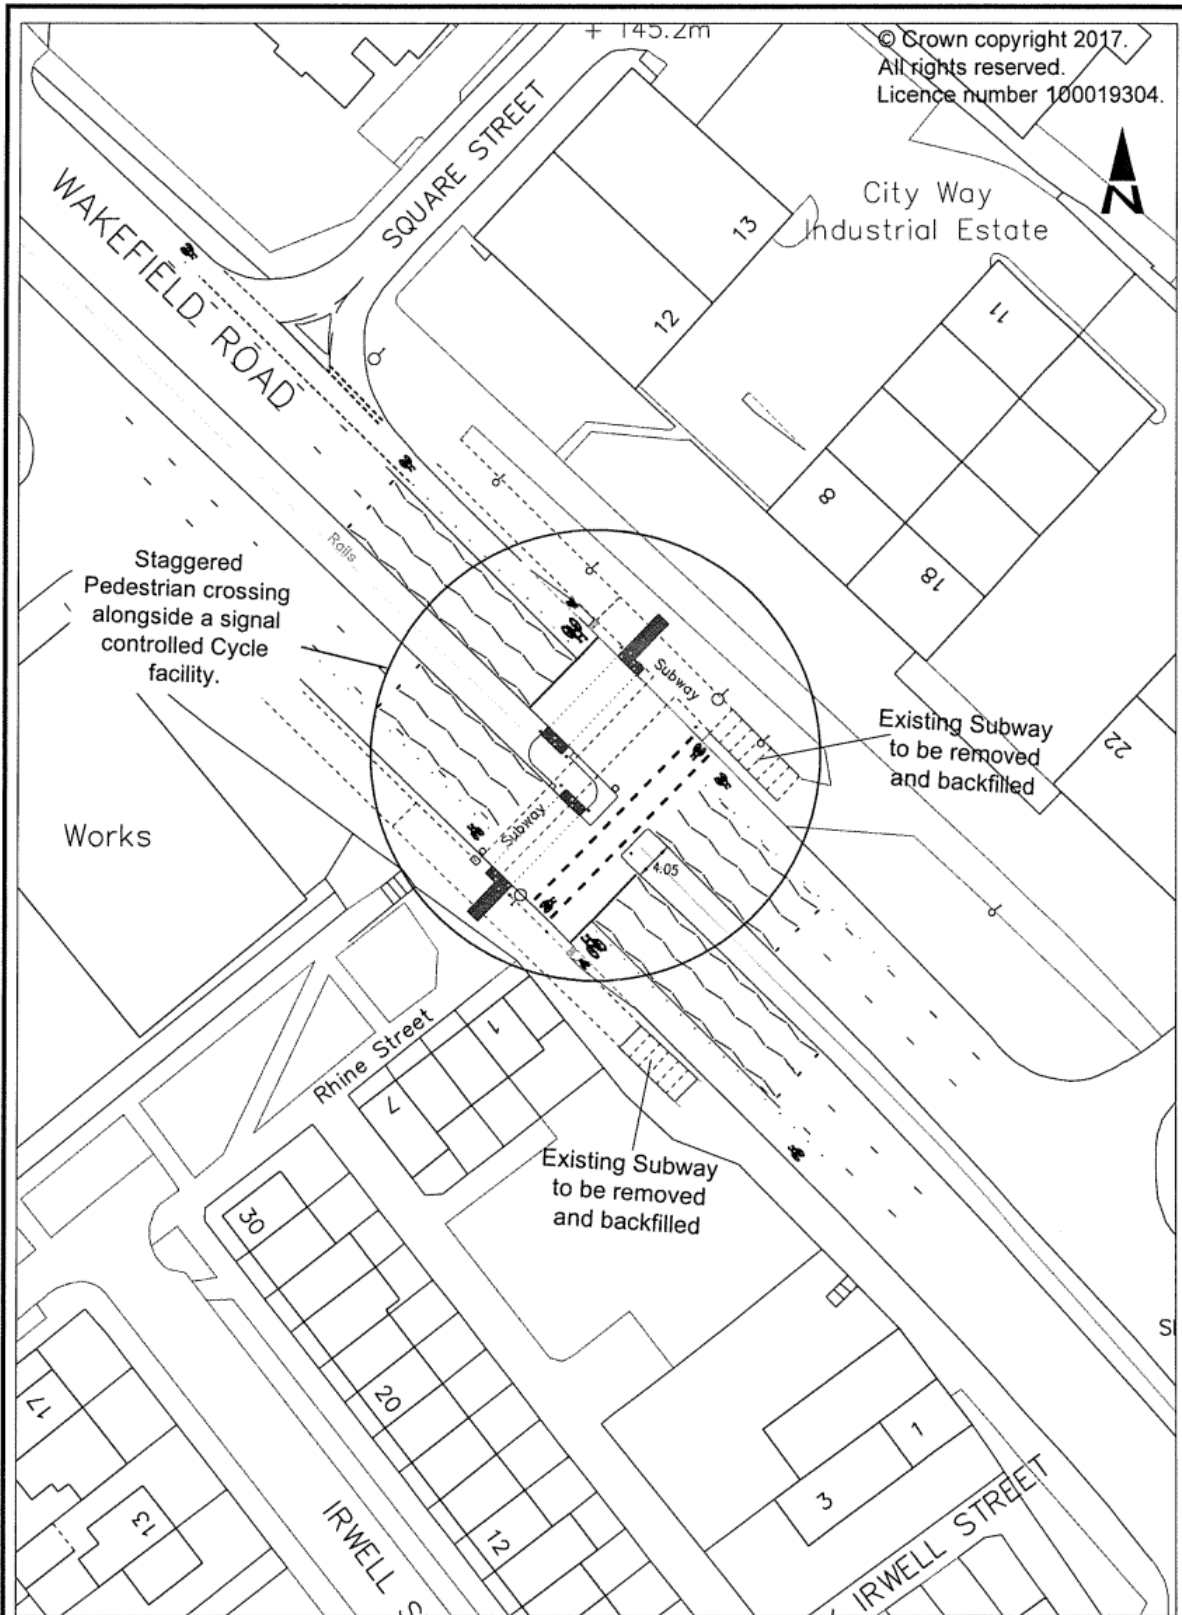 + 145.2m
© Crown copyright 2017.
All rights reserved.
Licence number 100019304.
N
WAKEFIELD ROAD
SQUARE STREET
City Way
Industrial Estate
13
12
11
8
18
22
Rails
Staggered
Pedestrian crossing
alongside a signal
controlled Cycle
facility.
Subway
Existing Subway
to be removed
and backfilled
Subway
4.05
Works
Rhine Street
1
7
Existing Subway
to be removed
and backfilled
30
20
12
17
13
IRWELL S
1
3
IRWELL STREET